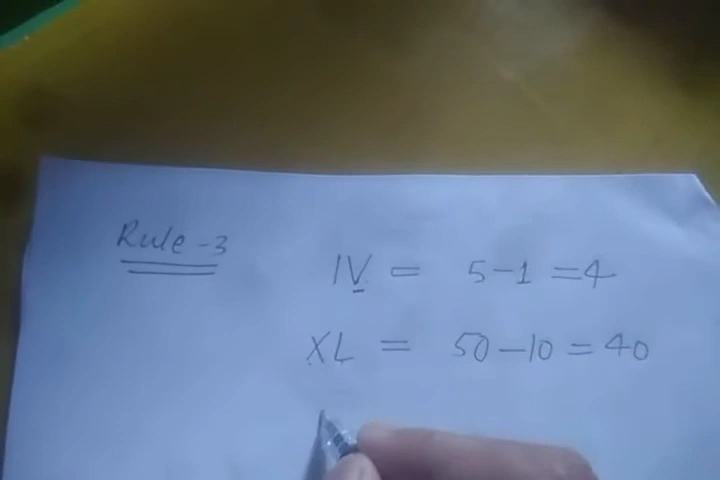 Rule-3
IV = 5-1=4
XL = 50-10=40